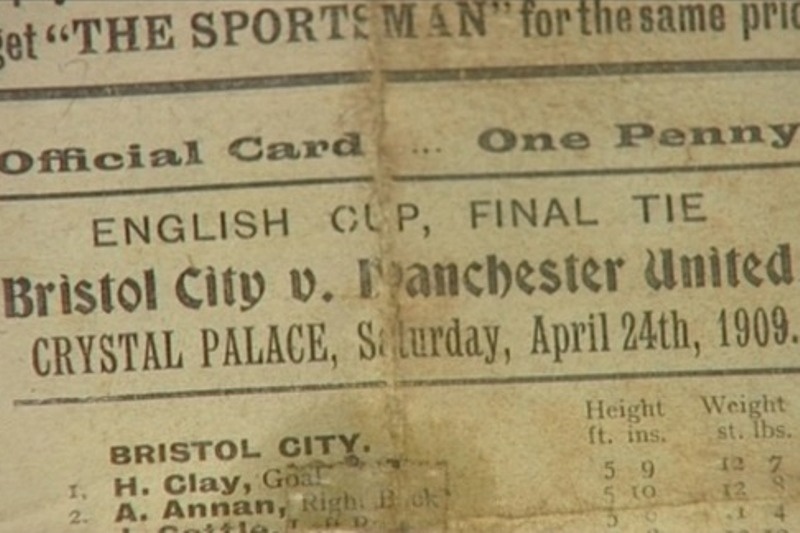 get "THE SPORTSMAN" for the same pric
Official Card ... One Penny
ENGLISH CUP, FINAL TIE
Bristol City v. Manchester United
CRYSTAL PALACE, Saturday, April 24th, 1909.
Height Weight
ft. ins. st. lbs.
BRISTOL CITY.
1. H. Clay, Goal 5 9 12 7
2. A. Annan, Right Back 5 10 12